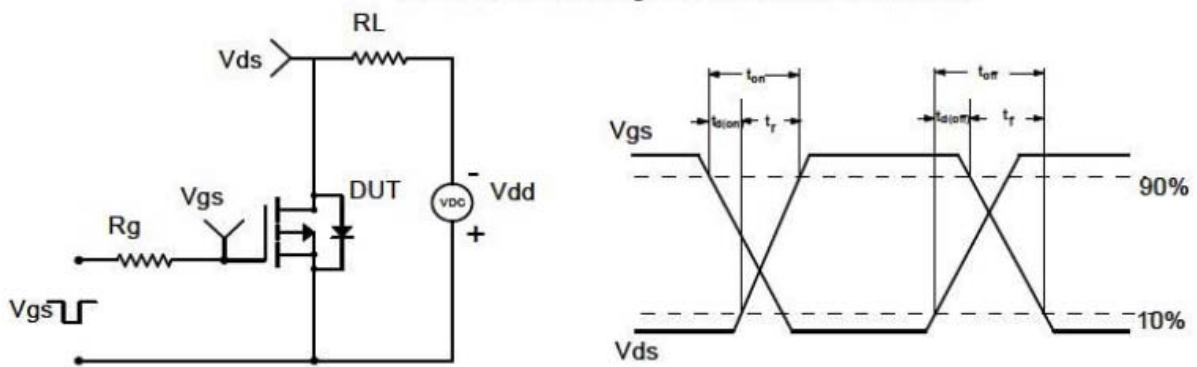 RL
Vds
Vgs
DUT
Rg
VDC
Vdd
-
+
Vgs
ton
toff
td(on)
tr
td(off)
tf
Vgs
90%
10%
Vds